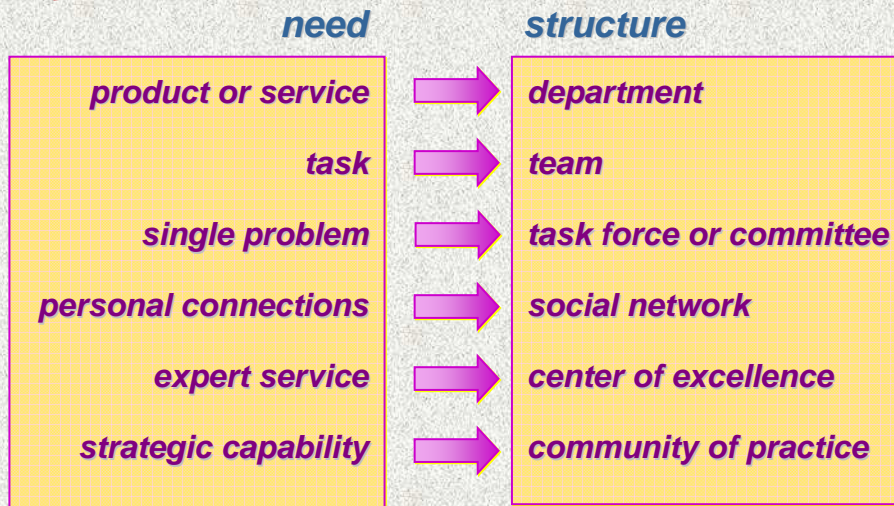 need structure
product or service department
task team
single problem task force or committee
personal connections social network
expert service center of excellence
strategic capability community of practice